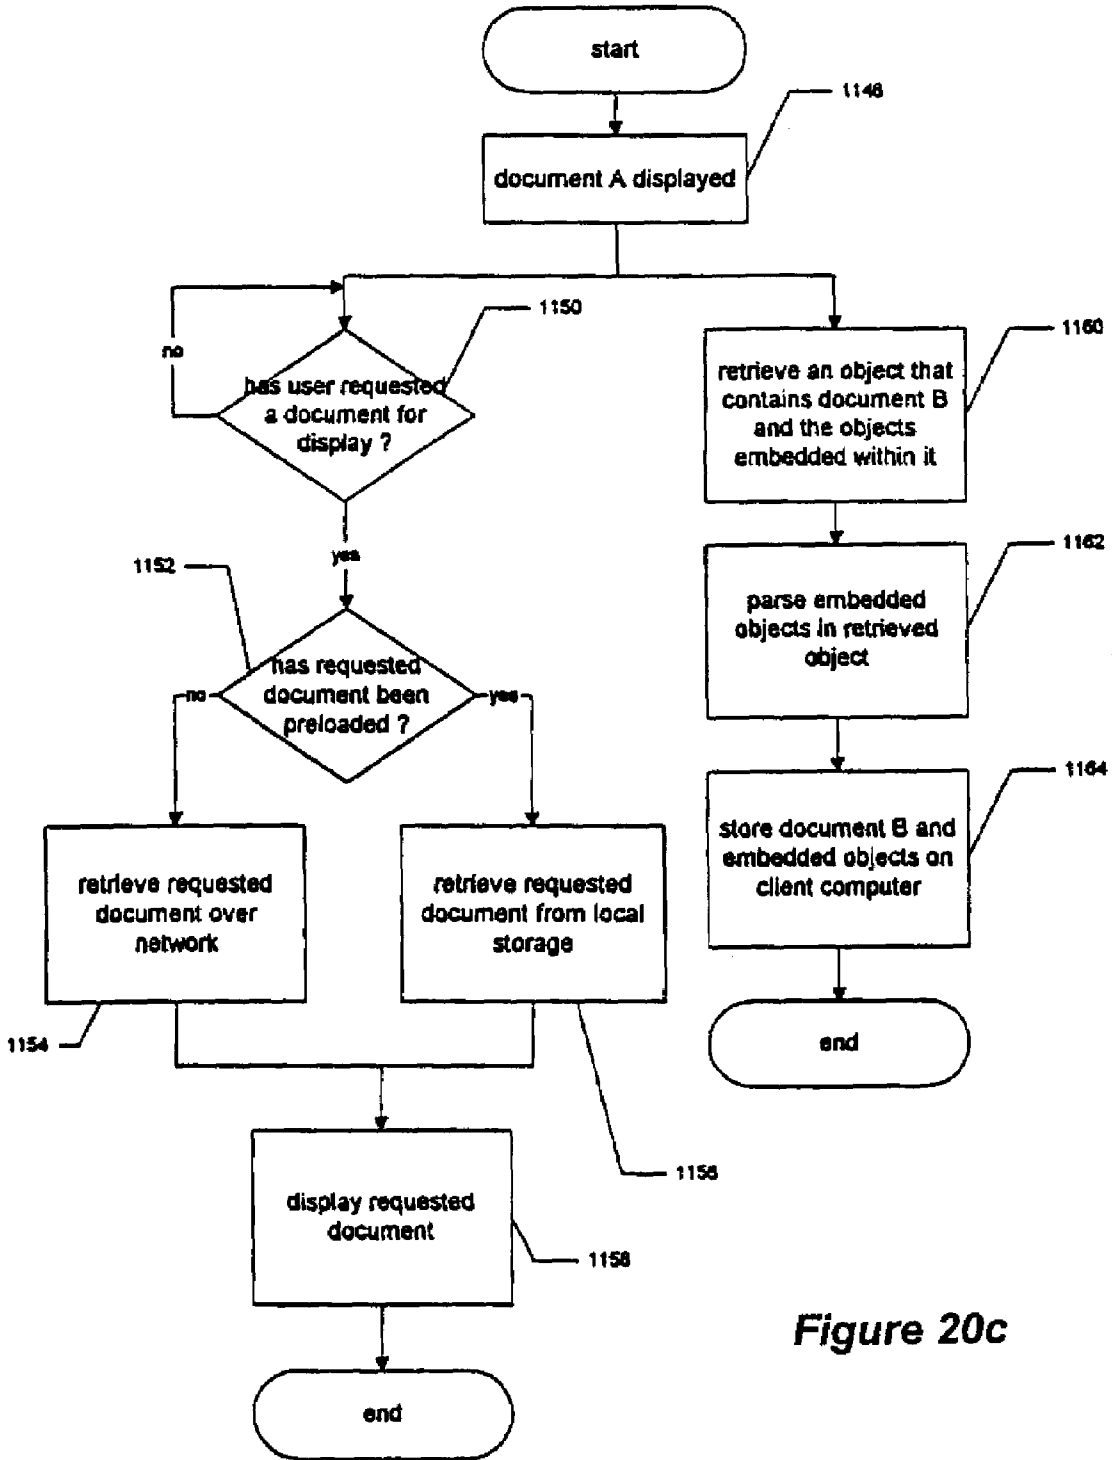 start
1148
document A displayed
1150
1160
no
has user requested
a document for
display ?
retrieve an object that
contains document B
and the objects
embedded within it
yes
1152
1162
parse embedded
objects in retrieved
object
has requested
document been
preloaded ?
no
yes
1164
store document B and
embedded objects on
client computer
retrieve requested
document over
network
retrieve requested
document from local
storage
1154
end
1156
display requested
document
1158
Figure 20c
end